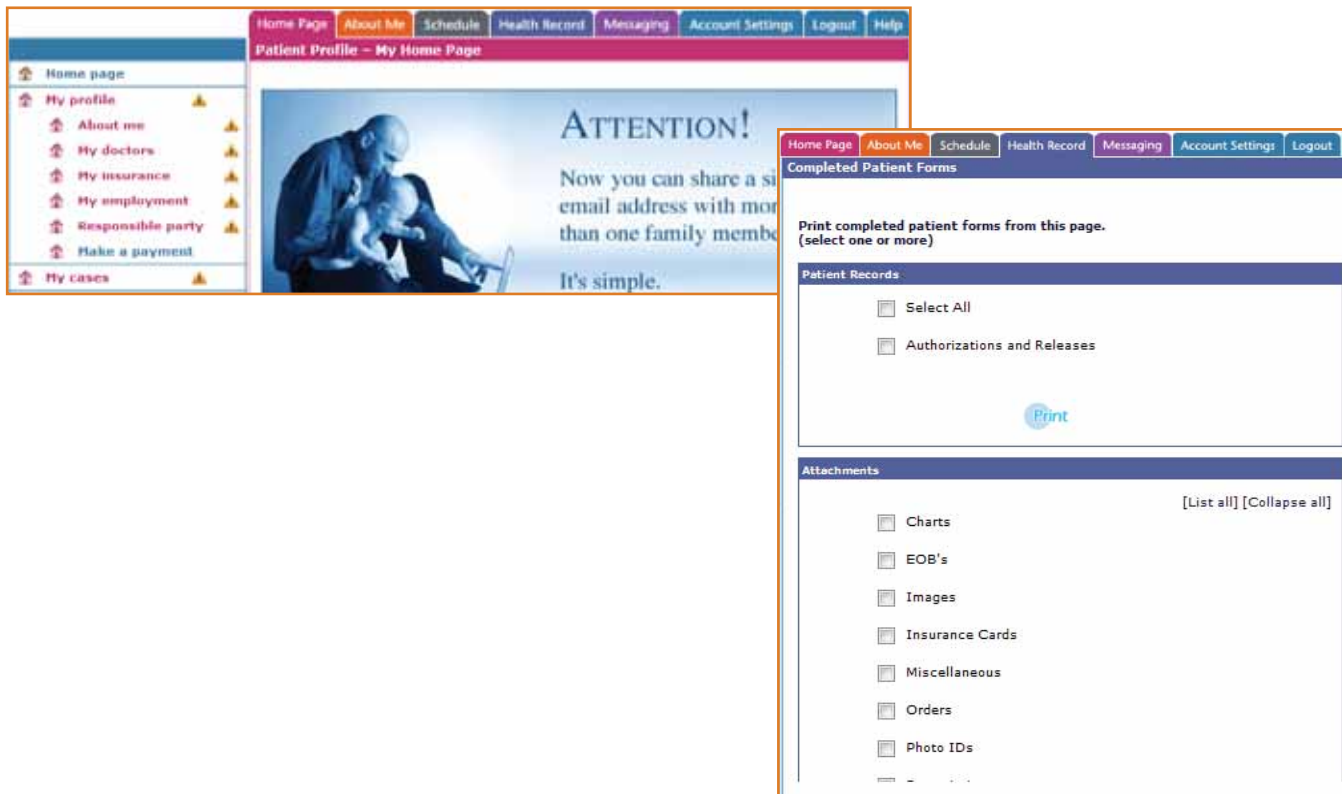 Home Page About Me Schedule Health Record Messaging Account Settings Logout Help
Patient Profile – My Home Page
Home page
My profile
About me
My doctors
My insurance
My employment
Responsible party
Make a payment
My cases
ATTENTION!
Now you can share a si
email address with mor
than one family membe
It's simple.
Home Page About Me Schedule Health Record Messaging Account Settings Logout
Completed Patient Forms
Print completed patient forms from this page.
(select one or more)
Patient Records
Select All
Authorizations and Releases
Print
Attachments
[List all] [Collapse all]
Charts
EOB's
Images
Insurance Cards
Miscellaneous
Orders
Photo IDs